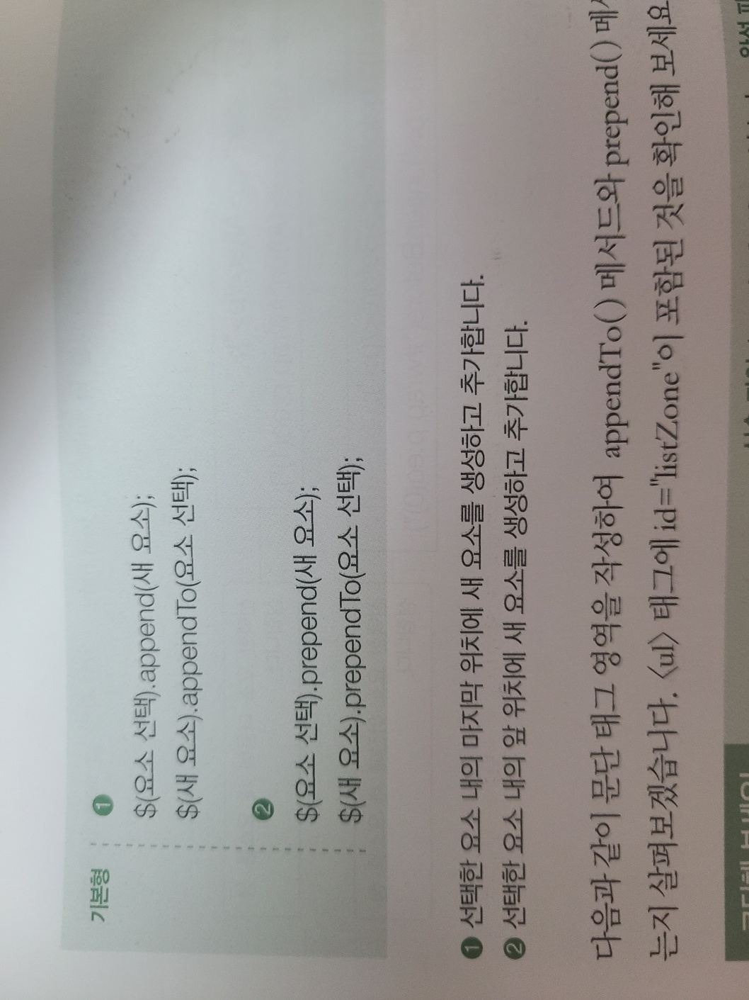 기본형
❶
$(요소 선택).append(새 요소);
$(새 요소).appendTo(요소 선택);
❷
$(요소 선택).prepend(새 요소);
$(새 요소).prependTo(요소 선택);
❶ 선택한 요소 내의 마지막 위치에 새 요소를 생성하고 추가합니다.
❷ 선택한 요소 내의 앞 위치에 새 요소를 생성하고 추가합니다.
다음과 같이 문단 태그 영역을 작성하여 appendTo() 메서드와 prepend()
는지 살펴보겠습니다. <ul> 태그에 id="listZone"이 포함된 것을 확인해 보세요